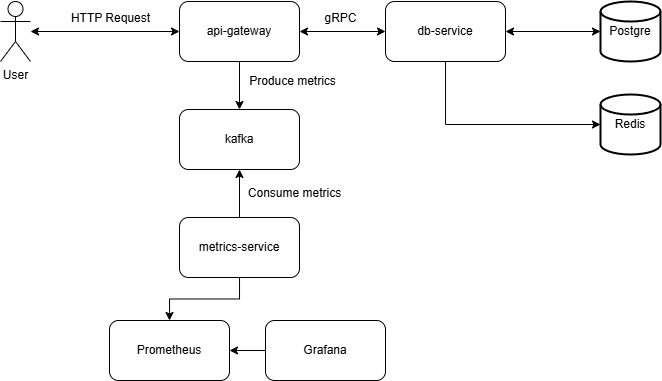 HTTP Request
api-gateway
gRPC
db-service
Postgre
User
Produce metrics
Redis
kafka
Consume metrics
metrics-service
Prometheus
Grafana